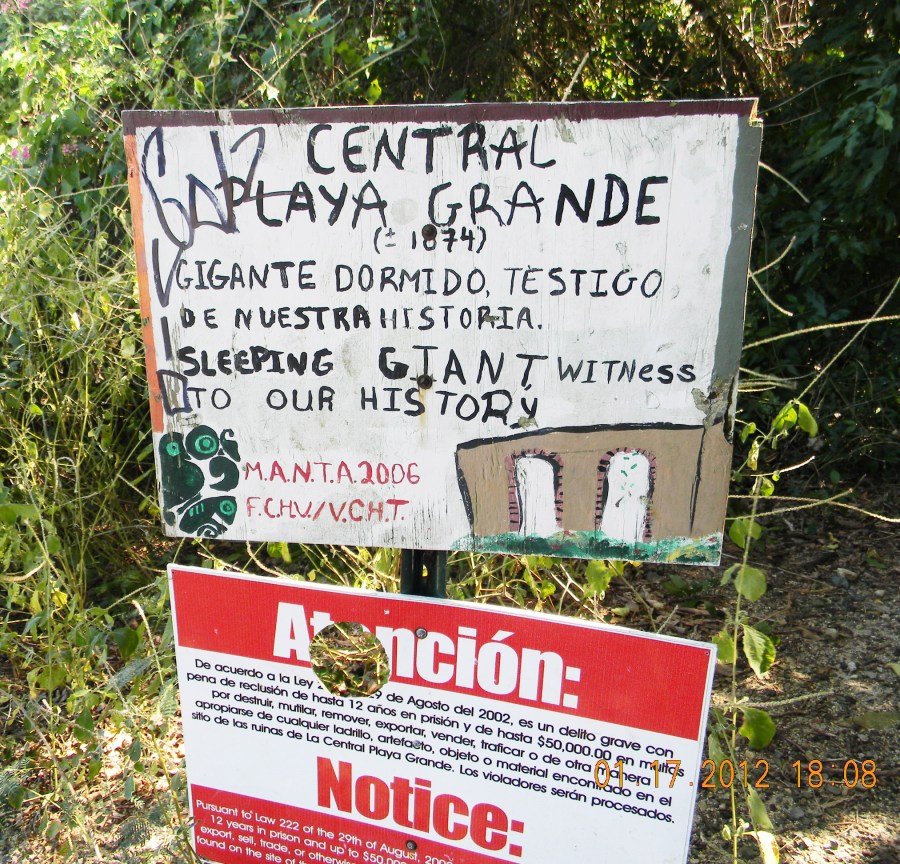 CENTRAL
PLAYA GRANDE
(± 1874)
GIGANTE DORMIDO, TESTIGO
DE NUESTRA HISTORIA.
SLEEPING GIANT WITNess
TO OUR HISTORY
M.A.N.T.A. 2006
F.C.H.V./V.C.H.T.
Atención:
De acuerdo a la Ley 2 9 de Agosto del 2002, es un delito grave con
pena de reclusión de hasta 12 años en prisión y de hasta $50,000.00 en multas
por destruir, mutilar, remover, exportar, vender, traficar o de otra manera
apropiarse de cualquier ladrillo, artefacto, objeto o material encontrado en el
sitio de las ruinas de La Central Playa Grande. Los violadores serán procesados.
Notice:
Pursuant to Law 222 of the 29th of August, 200
12 years in prison and up to $50,00
export, sell, trade, or otherwise
found on the site of
01.17.2012 18:08